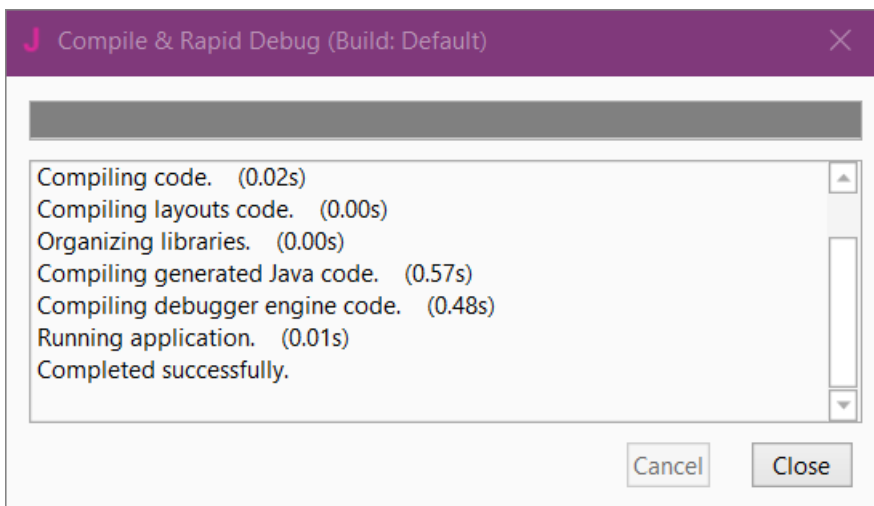 J Compile & Rapid Debug (Build: Default)
Compiling code. (0.02s)
Compiling layouts code. (0.00s)
Organizing libraries. (0.00s)
Compiling generated Java code. (0.57s)
Compiling debugger engine code. (0.48s)
Running application. (0.01s)
Completed successfully.
Cancel Close